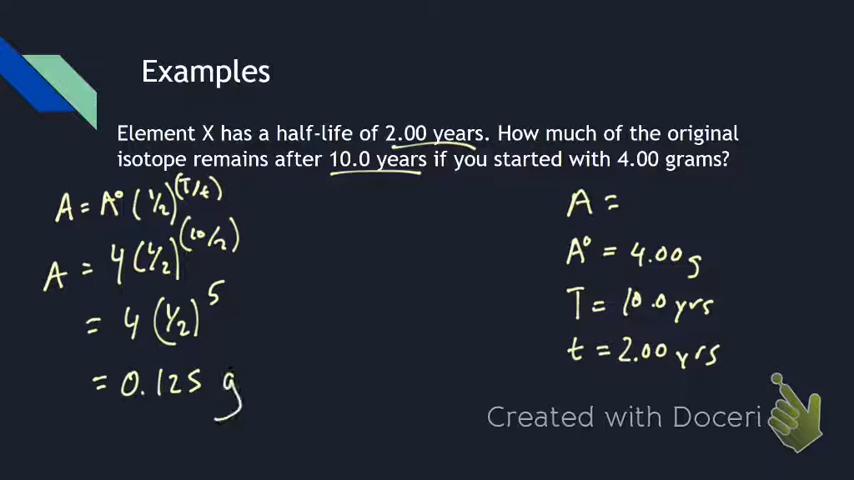 Examples
Element X has a half-life of 2.00 years. How much of the original
isotope remains after 10.0 years if you started with 4.00 grams?
A = A° (1/2)^(T/t)
A = 4 (1/2)^(10/2)
= 4 (1/2)^5
= 0.125 g
A =
A° = 4.00g
T = 10.0 yrs
t = 2.00 yrs
Created with Doceri